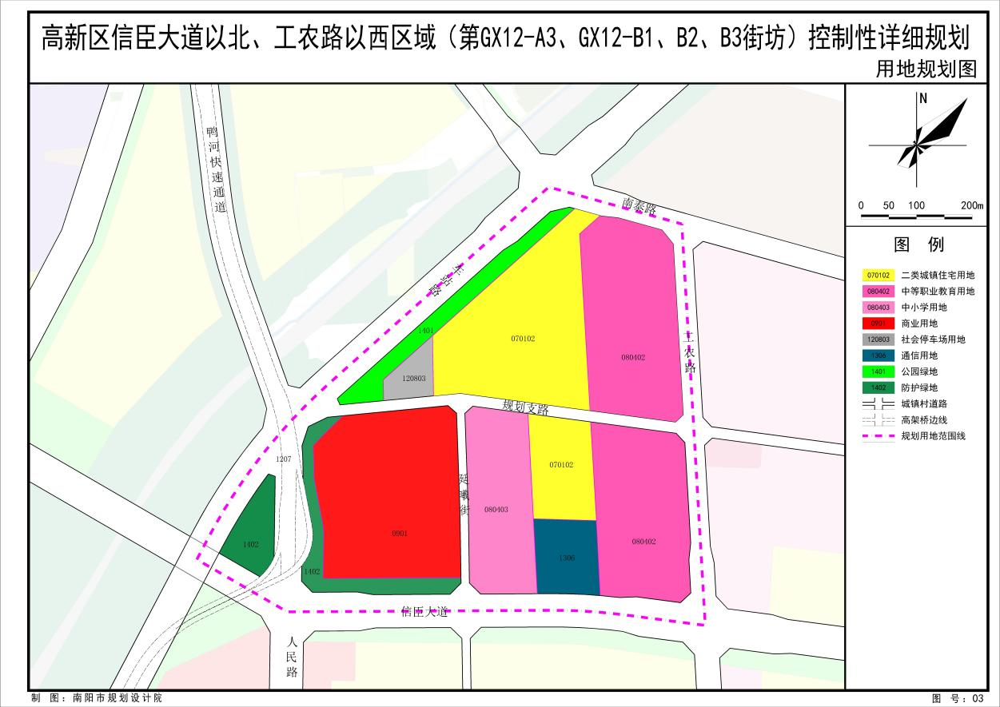 高新区信臣大道以北、工农路以西区域（第GX12-A3、GX12-B1、B2、B3街坊）控制性详细规划
用地规划图
N
0 50 100 200m
图 例
070102 二类城镇住宅用地
080402 中等职业教育用地
080403 中小学用地
0901 商业用地
120803 社会停车场用地
1306 通信用地
1401 公园绿地
1402 防护绿地
城镇村道路
高架桥边线
规划用地范围线
鸭河快速通道
南泰路
车站路
1401
070102
080402
120803
工农路
规划支路
1207
070102
延曦街
080403
0901
1402
080402
1306
1402
信臣大道
人民路
制 图：南阳市规划设计院
图 号：03